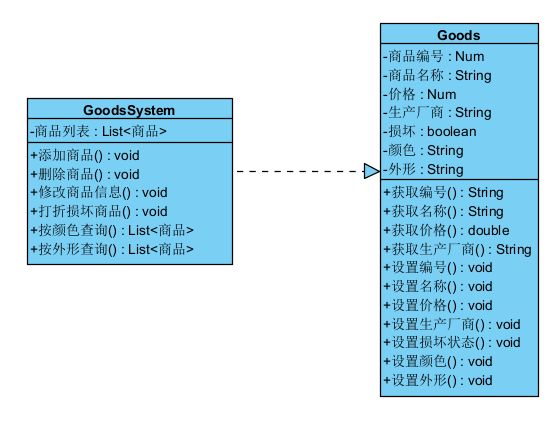 GoodsSystem
-商品列表 : List<商品>
+添加商品() : void
+删除商品() : void
+修改商品信息() : void
+打折损坏商品() : void
+按颜色查询() : List<商品>
+按外形查询() : List<商品>
Goods
-商品编号 : Num
-商品名称 : String
-价格 : Num
-生产厂商 : String
-损坏 : boolean
-颜色 : String
-外形 : String
+获取编号() : String
+获取名称() : String
+获取价格() : double
+获取生产厂商() : String
+设置编号() : void
+设置名称() : void
+设置价格() : void
+设置生产厂商() : void
+设置损坏状态() : void
+设置颜色() : void
+设置外形() : void